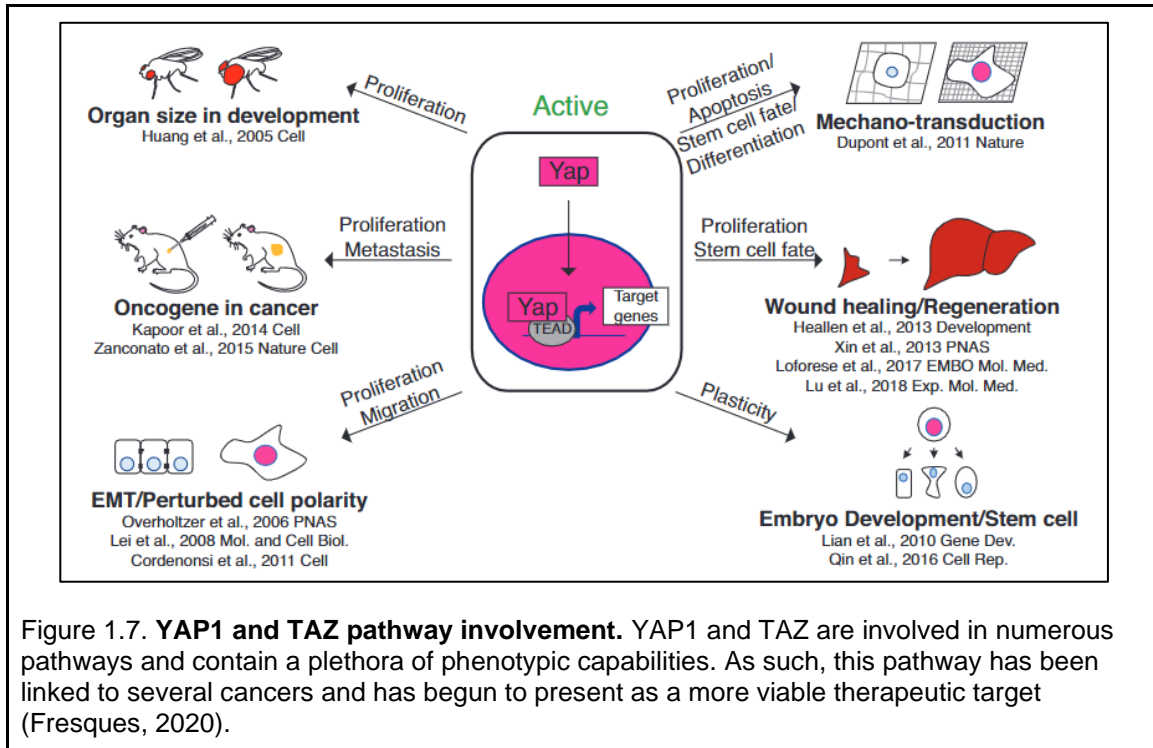 Organ size in development
Huang et al., 2005 Cell
Proliferation
Active
Proliferation/
Apoptosis
Stem cell fate/
Differentiation
Mechano-transduction
Dupont et al., 2011 Nature
Yap
Proliferation
Metastasis
Oncogene in cancer
Kapoor et al., 2014 Cell
Zanconato et al., 2015 Nature Cell
Yap
TEAD
Target
genes
Proliferation
Stem cell fate
Wound healing/Regeneration
Heallen et al., 2013 Development
Xin et al., 2013 PNAS
Loforese et al., 2017 EMBO Mol. Med.
Lu et al., 2018 Exp. Mol. Med.
Proliferation
Migration
EMT/Perturbed cell polarity
Overholtzer et al., 2006 PNAS
Lei et al., 2008 Mol. and Cell Biol.
Cordenonsi et al., 2011 Cell
Plasticity
Embryo Development/Stem cell
Lian et al., 2010 Gene Dev.
Qin et al., 2016 Cell Rep.
Figure 1.7. YAP1 and TAZ pathway involvement. YAP1 and TAZ are involved in numerous
pathways and contain a plethora of phenotypic capabilities. As such, this pathway has been
linked to several cancers and has begun to present as a more viable therapeutic target
(Fresques, 2020).